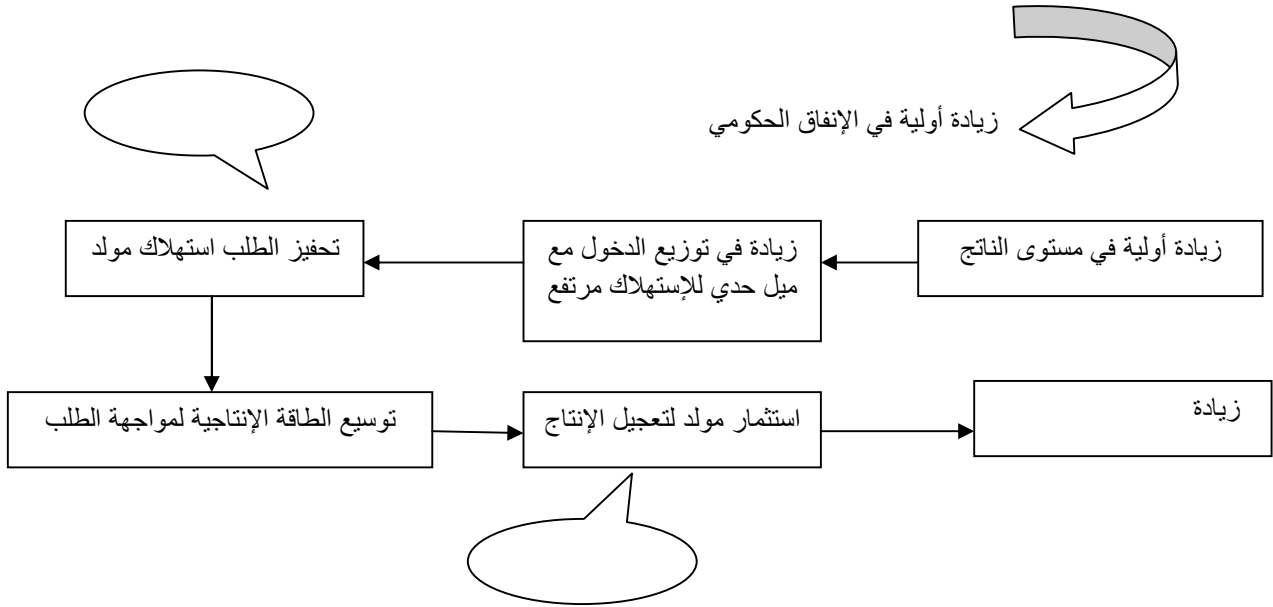 زيادة أولية في الإنفاق الحكومي
زيادة أولية في مستوى الناتج
زيادة في توزيع الدخول مع
ميل حدي للإستهلاك مرتفع
تحفيز الطلب استهلاك مولد
توسيع الطاقة الإنتاجية لمواجهة الطلب
استثمار مولد لتعجيل الإنتاج
زيادة